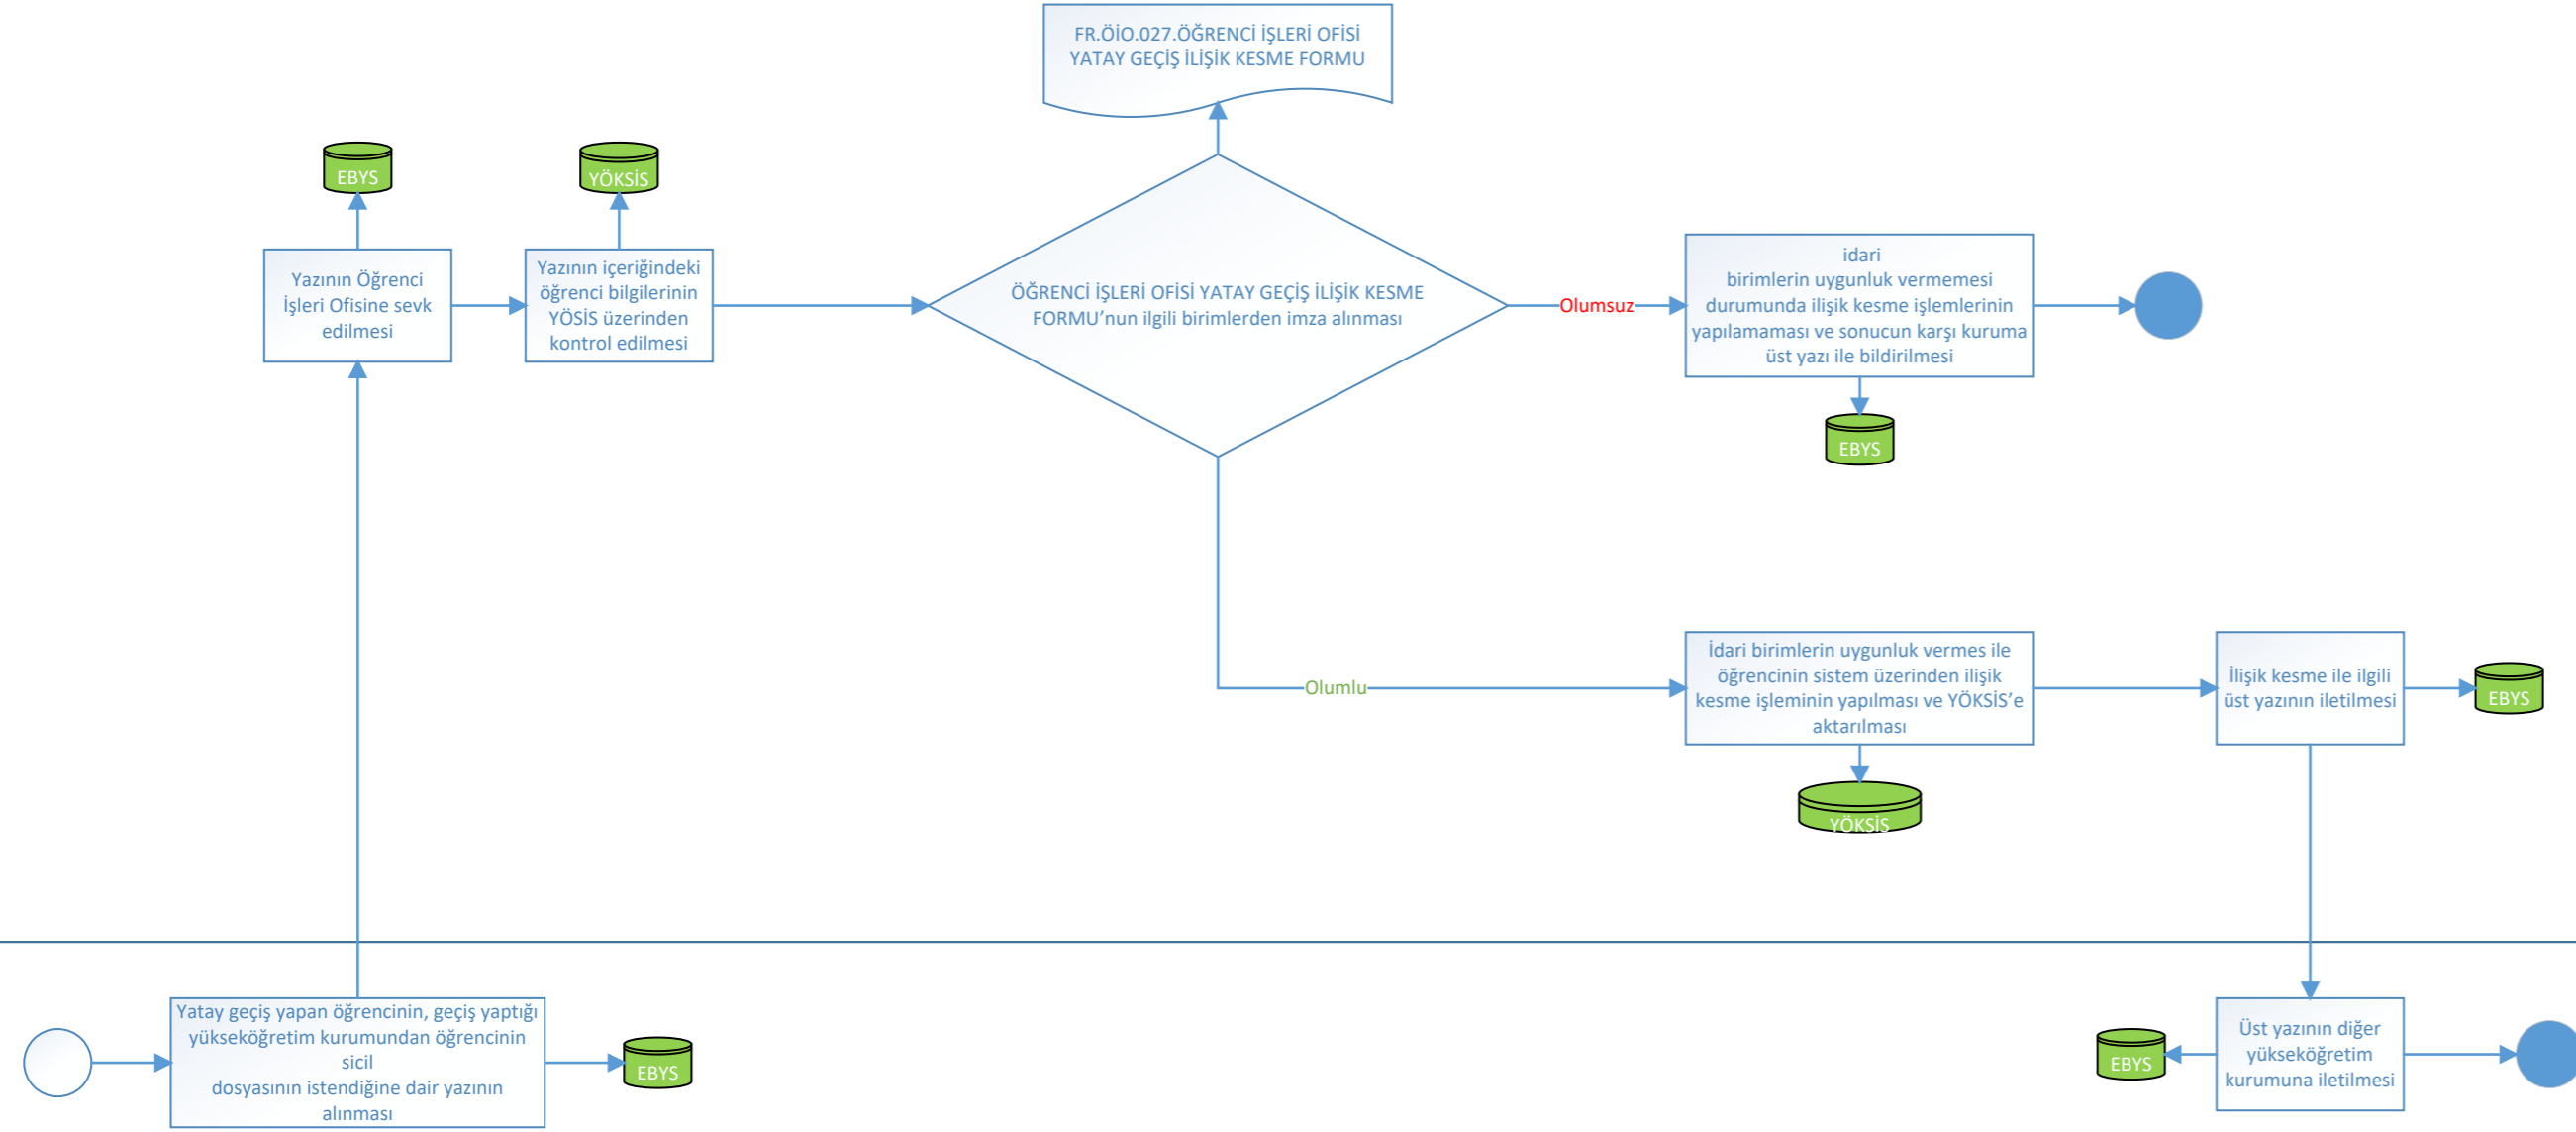 FR.ÖİO.027.ÖĞRENCİ İŞLERİ OFİSİ
YATAY GEÇİŞ İLİŞİK KESME FORMU
EBYS
YÖKSİS
Yazının Öğrenci
İşleri Ofisine sevk
edilmesi
Yazının içeriğindeki
öğrenci bilgilerinin
YÖSİS üzerinden
kontrol edilmesi
ÖĞRENCİ İŞLERİ OFİSİ YATAY GEÇİŞ İLİŞİK KESME
FORMU’nun ilgili birimlerden imza alınması
Olumsuz
idari
birimlerin uygunluk vermemesi
durumunda ilişik kesme işlemlerinin
yapılamaması ve sonucun karşı kuruma
üst yazı ile bildirilmesi
EBYS
Olumlu
İdari birimlerin uygunluk vermes ile
öğrencinin sistem üzerinden ilişik
kesme işleminin yapılması ve YÖKSİS’e
aktarılması
YÖKSİS
İlişik kesme ile ilgili
üst yazının iletilmesi
EBYS
Yatay geçiş yapan öğrencinin, geçiş yaptığı
yükseköğretim kurumundan öğrencinin
sicil
dosyasının istendiğine dair yazının
alınması
EBYS
EBYS
Üst yazının diğer
yükseköğretim
kurumuna iletilmesi